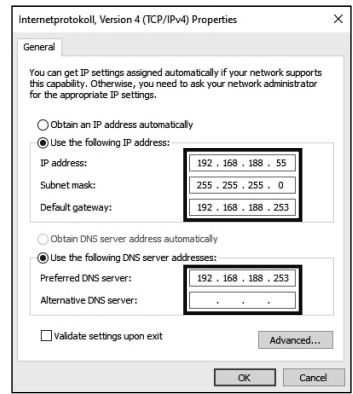 Internetprotokoll, Version 4 (TCP/IPv4) Properties
General
You can get IP settings assigned automatically if your network supports
this capability. Otherwise, you need to ask your network administrator
for the appropriate IP settings.
Obtain an IP address automatically
Use the following IP address:
IP address: 192 . 168 . 188 . 55
Subnet mask: 255 . 255 . 255 . 0
Default gateway: 192 . 168 . 188 . 253
Obtain DNS server address automatically
Use the following DNS server addresses:
Preferred DNS server: 192 . 168 . 188 . 253
Alternative DNS server: . . .
Validate settings upon exit
Advanced...
OK Cancel